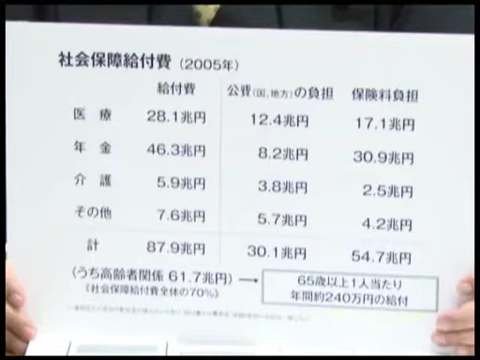 社会保障給付費 (2005年)
給付費 公費(国、地方)の負担 保険料負担
医 療 28.1兆円 12.4兆円 17.1兆円
年 金 46.3兆円 8.2兆円 30.9兆円
介 護 5.9兆円 3.8兆円 2.5兆円
その他 7.6兆円 5.7兆円 4.2兆円
計 87.9兆円 30.1兆円 54.7兆円
(うち高齢者関係 61.7兆円) → 65歳以上1人当たり
(社会保障給付費全体の70%) 年間約240万円の給付